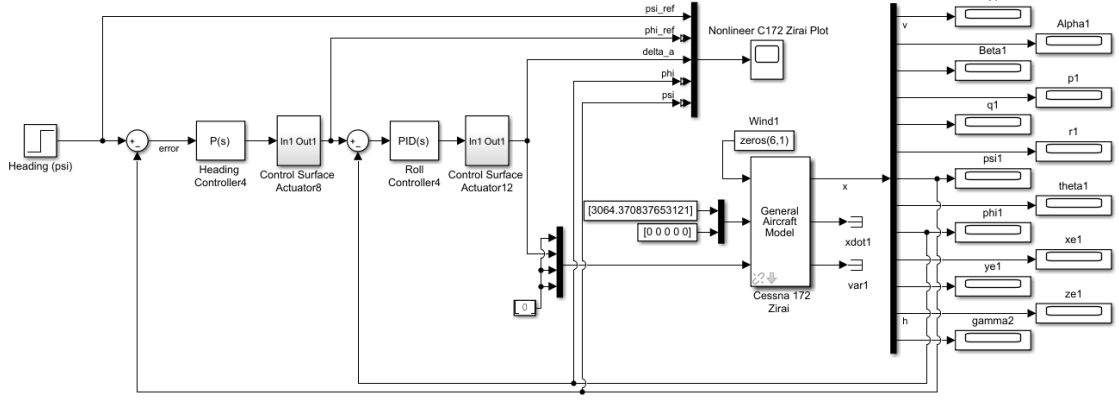 psi_ref
phi_ref
delta_a
phi
psi
Nonlineer C172 Zirai Plot
Heading (psi)
+
−
error
P(s)
Heading
Controller4
In1 Out1
Control Surface
Actuator8
+
−
PID(s)
Roll
Controller4
In1 Out1
Control Surface
Actuator12
0
Wind1
zeros(6,1)
[3064.370837653121]
[0 0 0 0 0]
General
Aircraft
Model
Cessna 172
Zirai
x
xdot1
var1
v
h
Alpha1
Beta1
p1
q1
r1
psi1
theta1
phi1
xe1
ye1
ze1
gamma2